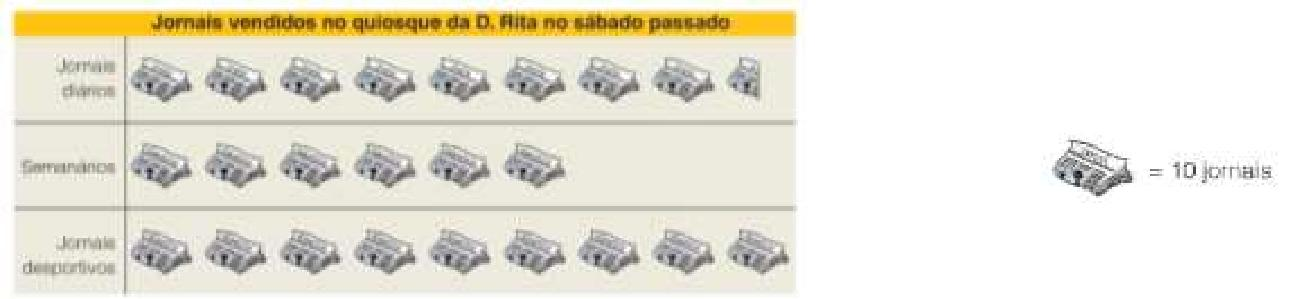 Jornais vendidos no quiosque da D. Rita no sábado passado
Jornais
diários
Semanários
Jornais
desportivos
= 10 jornais